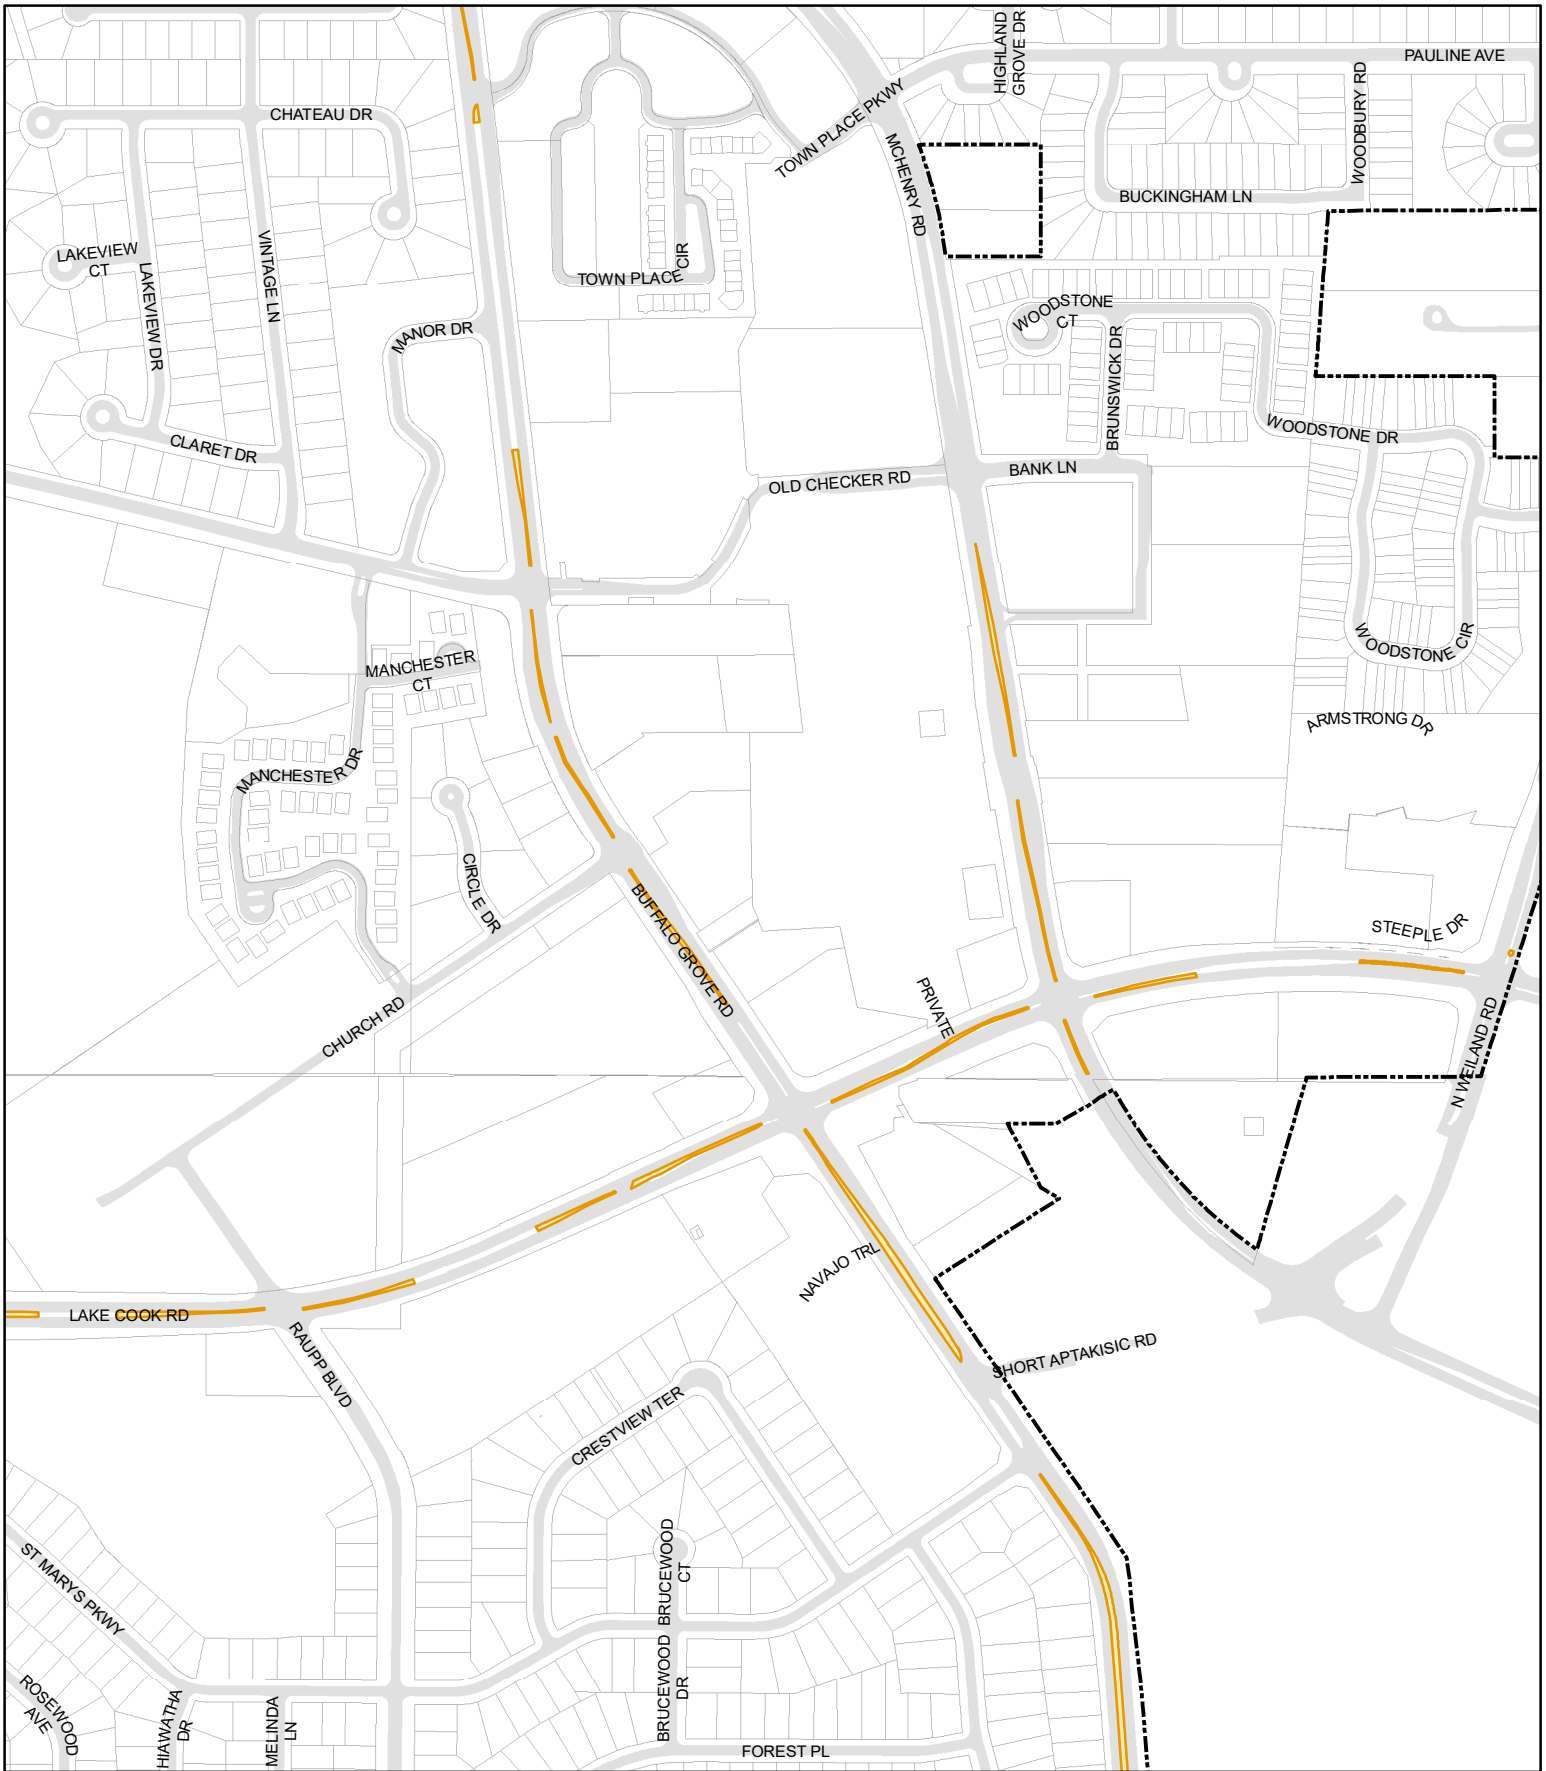 HIGHLAND
GROVE DR
PAULINE AVE
WOODBURY RD
CHATEAU DR
TOWN PLACE PKWY
MCHENRY RD
BUCKINGHAM LN
LAKEVIEW
CT
LAKEVIEW DR
VINTAGE LN
TOWN PLACE
CIR
MANOR DR
WOODSTONE
CT
BRUNSWICK DR
WOODSTONE DR
CLARET DR
OLD CHECKER RD
BANK LN
WOODSTONE CIR
MANCHESTER
CT
ARMSTRONG DR
MANCHESTER DR
CIRCLE DR
BUFFALO GROVE RD
STEEPLE DR
PRIVATE
CHURCH RD
N WEILAND RD
NAVAJO TRL
LAKE COOK RD
RAUPP BLVD
SHORT APTAKISIC RD
CRESTVIEW TER
BRUCEWOOD
CT
ST MARYS PKWY
BRUCEWOOD
DR
ROSEWOOD
AVE
HIAWATHA
DR
MELINDA
LN
FOREST PL